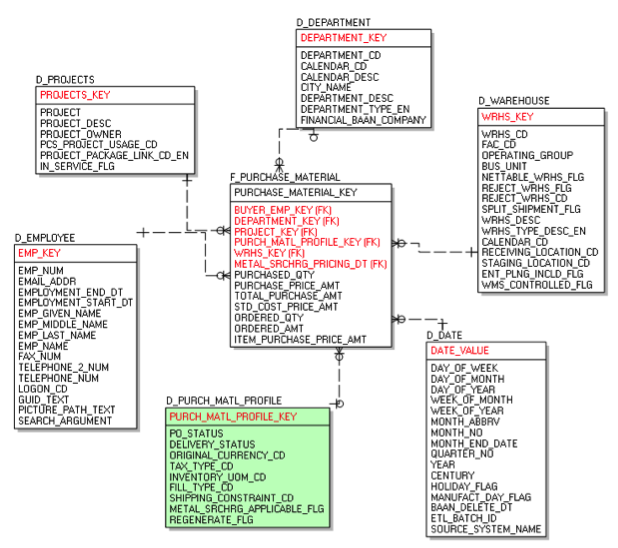 D_DEPARTMENT
DEPARTMENT_KEY
DEPARTMENT_CD
CALENDAR_CD
CALENDAR_DESC
CITY_NAME
DEPARTMENT_DESC
DEPARTMENT_TYPE_EN
FINANCIAL_BAAN_COMPANY
D_PROJECTS
PROJECTS_KEY
PROJECT
PROJECT_DESC
PROJECT_OWNER
PCS_PROJECT_USAGE_CD
PROJECT_PACKAGE_LINK_CD_EN
IN_SERVICE_FLG
D_WAREHOUSE
WRHS_KEY
WRHS_CD
FAC_CD
OPERATING_GROUP
BUS_UNIT
NETTABLE_WRHS_FLG
REJECT_WRHS_FLG
REJECT_WRHS_CD
SPLIT_SHIPMENT_FLG
WRHS_DESC
WRHS_TYPE_DESC_EN
CALENDAR_CD
RECEIVING_LOCATION_CD
STAGING_LOCATION_CD
ENT_PLNG_INCLD_FLG
WMS_CONTROLLED_FLG
F_PURCHASE_MATERIAL
PURCHASE_MATERIAL_KEY
BUYER_EMP_KEY (FK)
DEPARTMENT_KEY (FK)
PROJECT_KEY (FK)
PURCH_MATL_PROFILE_KEY (FK)
WRHS_KEY (FK)
METAL_SRCHRG_PRICING_DT (FK)
PURCHASED_QTY
PURCHASE_PRICE_AMT
TOTAL_PURCHASE_AMT
STD_COST_PRICE_AMT
ORDERED_QTY
ORDERED_AMT
ITEM_PURCHASE_PRICE_AMT
D_EMPLOYEE
EMP_KEY
EMP_NUM
EMAIL_ADDR
EMPLOYMENT_END_DT
EMPLOYMENT_START_DT
EMP_GIVEN_NAME
EMP_MIDDLE_NAME
EMP_LAST_NAME
EMP_NAME
FAX_NUM
TELEPHONE_2_NUM
TELEPHONE_NUM
LOGON_CD
GUID_TEXT
PICTURE_PATH_TEXT
SEARCH_ARGUMENT
D_DATE
DATE_VALUE
DAY_OF_WEEK
DAY_OF_MONTH
DAY_OF_YEAR
WEEK_OF_MONTH
WEEK_OF_YEAR
MONTH_ABBRV
MONTH_NO
MONTH_END_DATE
QUARTER_NO
YEAR
CENTURY
HOLIDAY_FLAG
MANUFACT_DAY_FLAG
BAAN_DELETE_DT
ETL_BATCH_ID
SOURCE_SYSTEM_NAME
D_PURCH_MATL_PROFILE
PURCH_MATL_PROFILE_KEY
PO_STATUS
DELIVERY_STATUS
ORIGINAL_CURRENCY_CD
TAX_TYPE_CD
INVENTORY_UOM_CD
FILL_TYPE_CD
SHIPPING_CONSTRAINT_CD
METAL_SRCHRG_APPLICABLE_FLG
REGENERATE_FLG